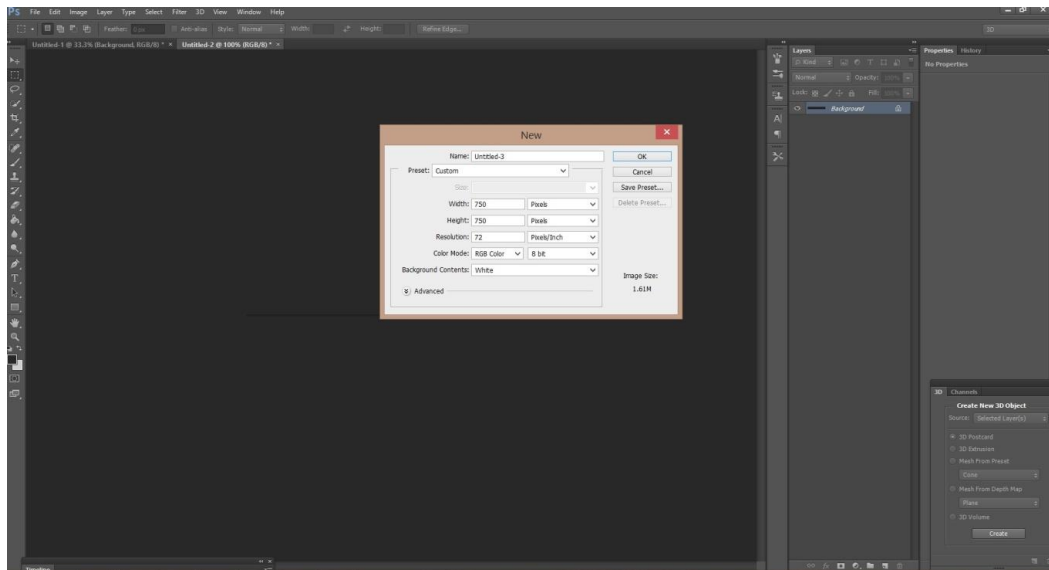 PS File Edit Image Layer Type Select Filter 3D View Window Help
Feather: 0 px Anti-alias Style: Normal Width: Height: Refine Edge... 3D
Untitled-1 @ 33.3% (Background, RGB/8) * × Untitled-2 @ 100% (RGB/8) * ×
New
Name: Untitled-3
Preset: Custom
Size:
Width: 750 Pixels
Height: 750 Pixels
Resolution: 72 Pixels/Inch
Color Mode: RGB Color 8 bit
Background Contents: White
Advanced
OK
Cancel
Save Preset...
Delete Preset...
Image Size:
1.61M
Layers
Kind
Normal Opacity: 100%
Lock: Fill: 100%
Background
Properties History
No Properties
3D Channels
Create New 3D Object
Source: Selected Layer(s)
3D Postcard
3D Extrusion
Mesh From Preset
Cone
Mesh From Depth Map
Plane
3D Volume
Create
Timeline